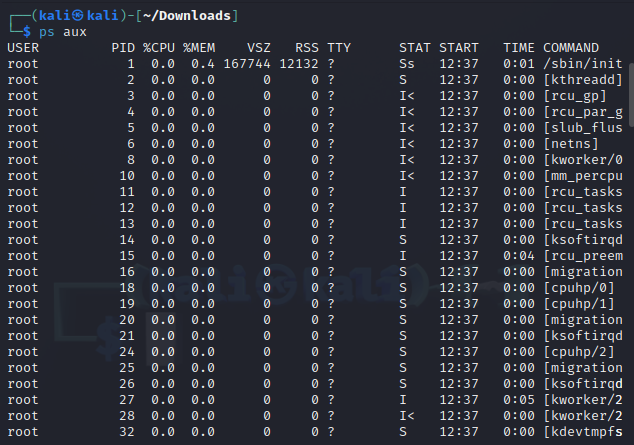 ┌──(kali㉿kali)-[~/Downloads]
└─$ ps aux
USER         PID %CPU %MEM    VSZ   RSS TTY      STAT START   TIME COMMAND
root           1  0.0  0.4 167744 12132 ?        Ss   12:37   0:01 /sbin/init
root           2  0.0  0.0      0     0 ?        S    12:37   0:00 [kthreadd]
root           3  0.0  0.0      0     0 ?        I<   12:37   0:00 [rcu_gp]
root           4  0.0  0.0      0     0 ?        I<   12:37   0:00 [rcu_par_g
root           5  0.0  0.0      0     0 ?        I<   12:37   0:00 [slub_flus
root           6  0.0  0.0      0     0 ?        I<   12:37   0:00 [netns]
root           8  0.0  0.0      0     0 ?        I<   12:37   0:00 [kworker/0
root          10  0.0  0.0      0     0 ?        I<   12:37   0:00 [mm_percpu
root          11  0.0  0.0      0     0 ?        I    12:37   0:00 [rcu_tasks
root          12  0.0  0.0      0     0 ?        I    12:37   0:00 [rcu_tasks
root          13  0.0  0.0      0     0 ?        I    12:37   0:00 [rcu_tasks
root          14  0.0  0.0      0     0 ?        S    12:37   0:00 [ksoftirqd
root          15  0.0  0.0      0     0 ?        I    12:37   0:04 [rcu_preem
root          16  0.0  0.0      0     0 ?        S    12:37   0:00 [migration
root          18  0.0  0.0      0     0 ?        S    12:37   0:00 [cpuhp/0]
root          19  0.0  0.0      0     0 ?        S    12:37   0:00 [cpuhp/1]
root          20  0.0  0.0      0     0 ?        S    12:37   0:00 [migration
root          21  0.0  0.0      0     0 ?        S    12:37   0:00 [ksoftirqd
root          24  0.0  0.0      0     0 ?        S    12:37   0:00 [cpuhp/2]
root          25  0.0  0.0      0     0 ?        S    12:37   0:00 [migration
root          26  0.0  0.0      0     0 ?        S    12:37   0:00 [ksoftirqd
root          27  0.0  0.0      0     0 ?        I    12:37   0:05 [kworker/2
root          28  0.0  0.0      0     0 ?        I<   12:37   0:00 [kworker/2
root          32  0.0  0.0      0     0 ?        S    12:37   0:00 [kdevtmpfs